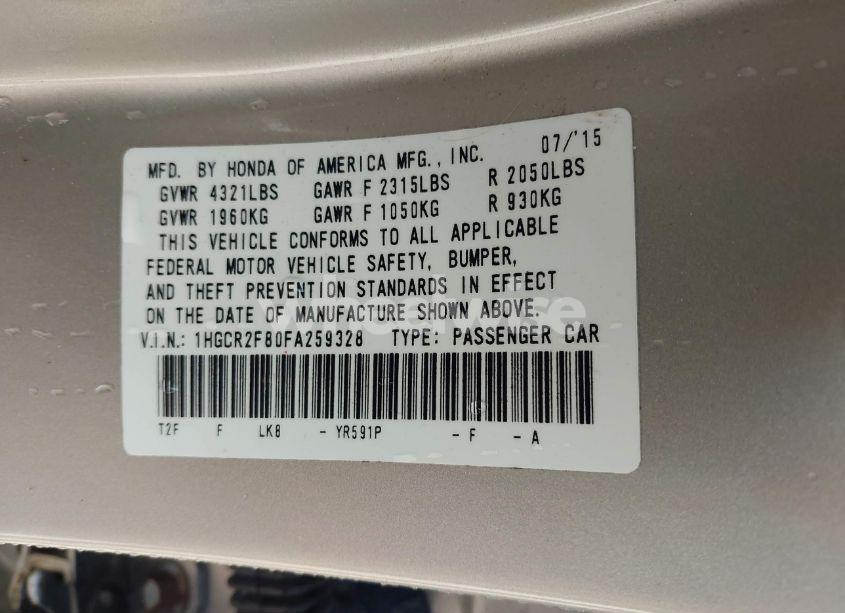 MFD. BY HONDA OF AMERICA MFG., INC. 07/'15
GVWR 4321LBS GAWR F 2315LBS R 2050LBS
GVWR 1960KG GAWR F 1050KG R 930KG
THIS VEHICLE CONFORMS TO ALL APPLICABLE
FEDERAL MOTOR VEHICLE SAFETY, BUMPER,
AND THEFT PREVENTION STANDARDS IN EFFECT
ON THE DATE OF MANUFACTURE SHOWN ABOVE.
V.I.N.: 1HGCR2F80FA259328 TYPE: PASSENGER CAR
T2F F LK8 - YR591P - F - A